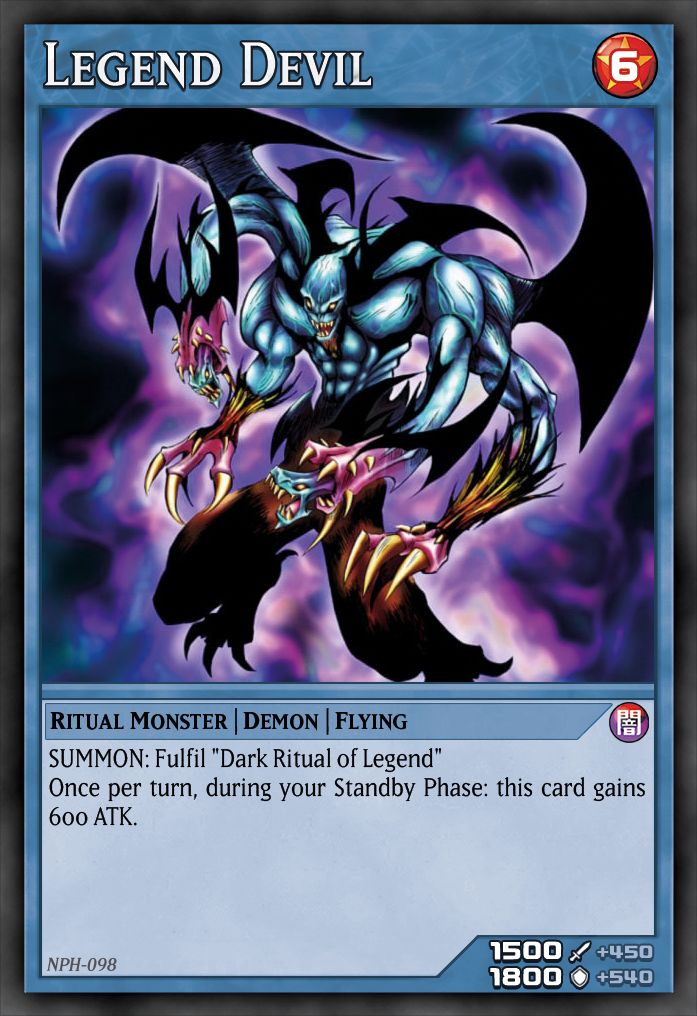 Legend Devil
6
Ritual Monster | Demon | Flying
闇
SUMMON: Fulfil "Dark Ritual of Legend"
Once per turn, during your Standby Phase: this card gains
600 ATK.
1500 +450
NPH-098
1800 +540